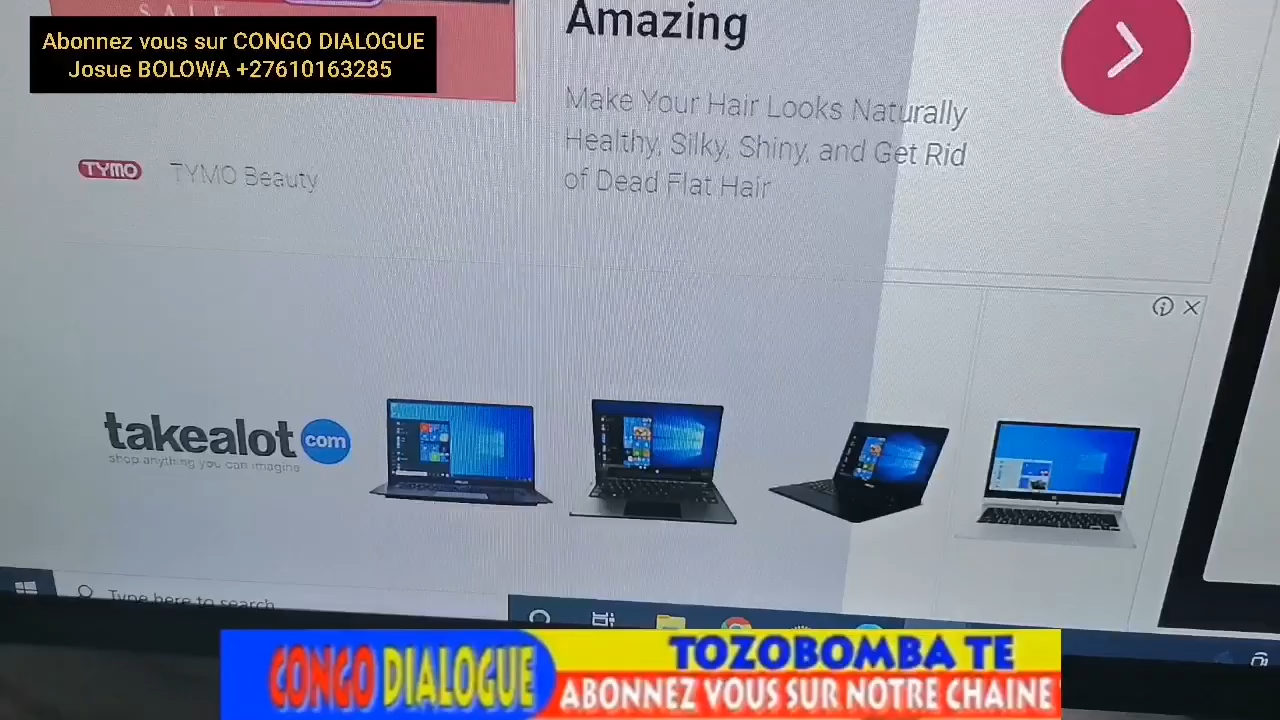 SALE
Abonnez vous sur CONGO DIALOGUE
Josue BOLOWA +27610163285
Amazing
Make Your Hair Looks Naturally
Healthy, Silky, Shiny, and Get Rid
of Dead Flat Hair
TYMO TYMO Beauty
takealot com
shop anything you can imagine
Type here to search
CONGO DIALOGUE
TOZOBOMBA TE
ABONNEZ VOUS SUR NOTRE CHAINE